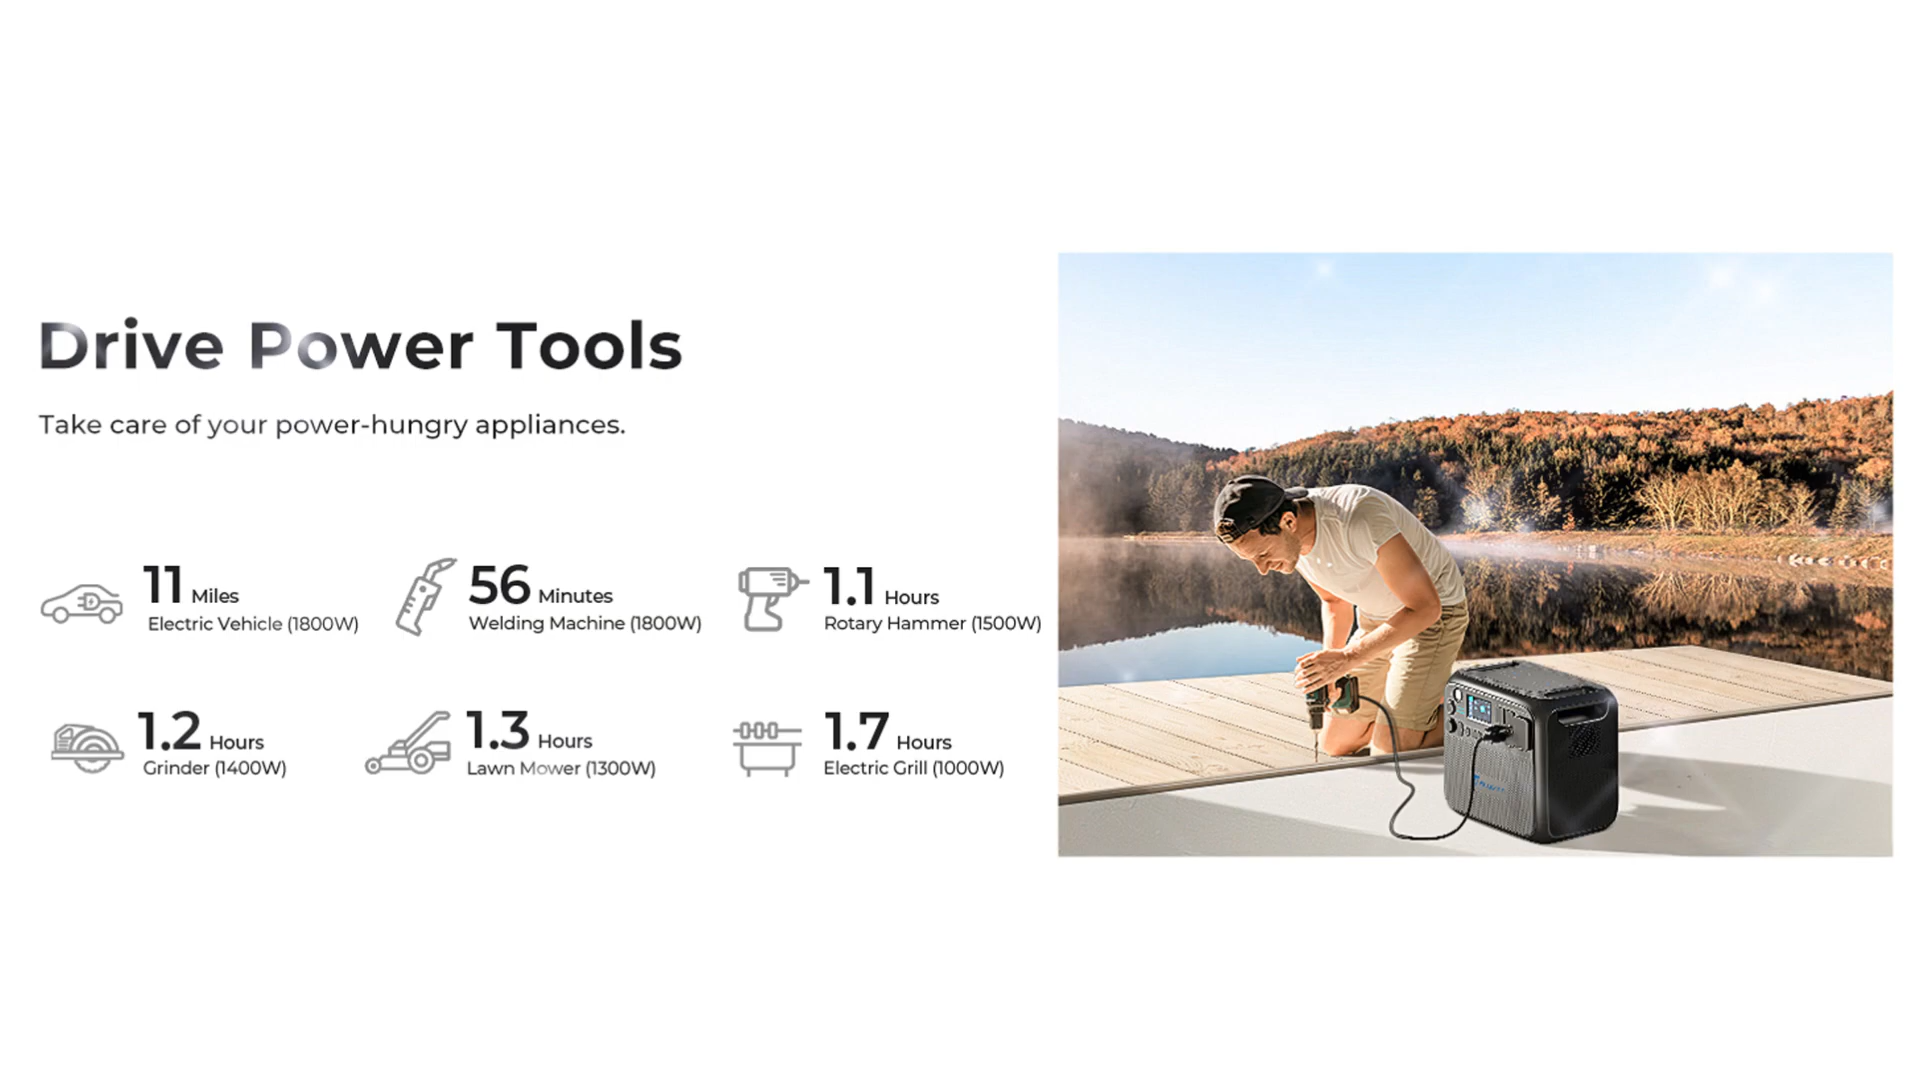 Drive Power Tools
Take care of your power-hungry appliances.
11 Miles
Electric Vehicle (1800W)
56 Minutes
Welding Machine (1800W)
1.1 Hours
Rotary Hammer (1500W)
1.2 Hours
Grinder (1400W)
1.3 Hours
Lawn Mower (1300W)
1.7 Hours
Electric Grill (1000W)